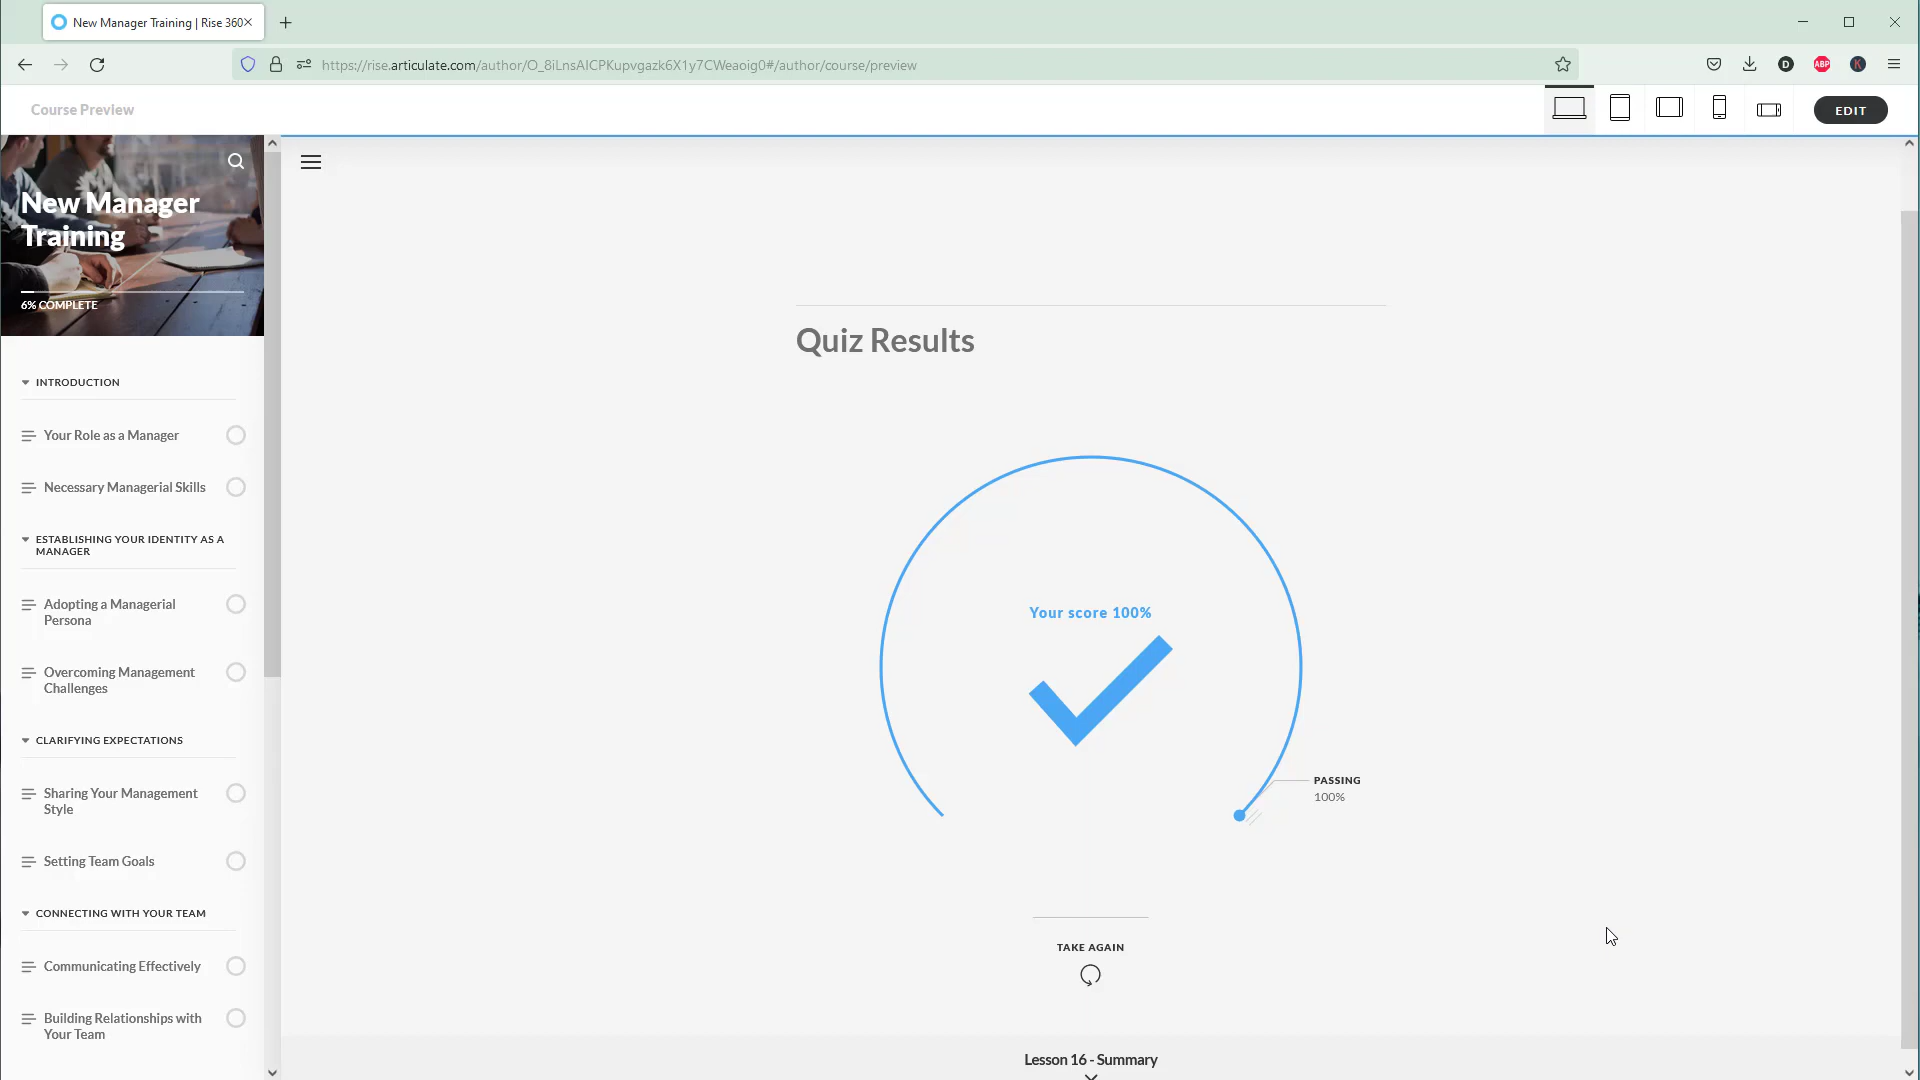 New Manager Training | Rise 360
https://rise.articulate.com/author/O_8iLnsAICPKupvgazk6X1y7CWeaoig0#/author/course/preview
D
ABP
K
Course Preview
EDIT
New Manager
Training
6% COMPLETE
INTRODUCTION
Your Role as a Manager
Necessary Managerial Skills
ESTABLISHING YOUR IDENTITY AS A
MANAGER
Adopting a Managerial
Persona
Overcoming Management
Challenges
CLARIFYING EXPECTATIONS
Sharing Your Management
Style
Setting Team Goals
CONNECTING WITH YOUR TEAM
Communicating Effectively
Building Relationships with
Your Team
Quiz Results
Your score 100%
PASSING
100%
TAKE AGAIN
Lesson 16 - Summary